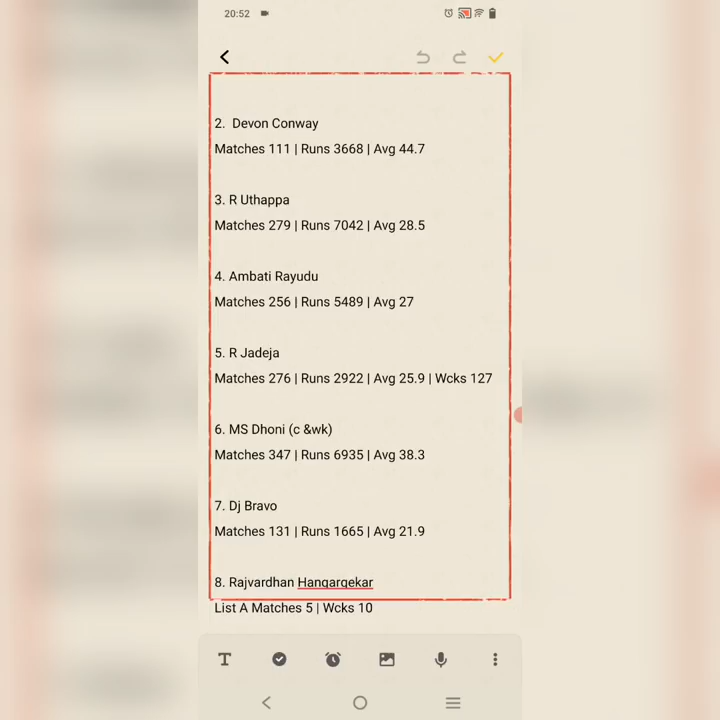 20:52
2. Devon Conway
Matches 111 | Runs 3668 | Avg 44.7
3. R Uthappa
Matches 279 | Runs 7042 | Avg 28.5
4. Ambati Rayudu
Matches 256 | Runs 5489 | Avg 27
5. R Jadeja
Matches 276 | Runs 2922 | Avg 25.9 | Wcks 127
6. MS Dhoni (c &wk)
Matches 347 | Runs 6935 | Avg 38.3
7. Dj Bravo
Matches 131 | Runs 1665 | Avg 21.9
8. Rajvardhan Hangargekar
List A Matches 5 | Wcks 10
T